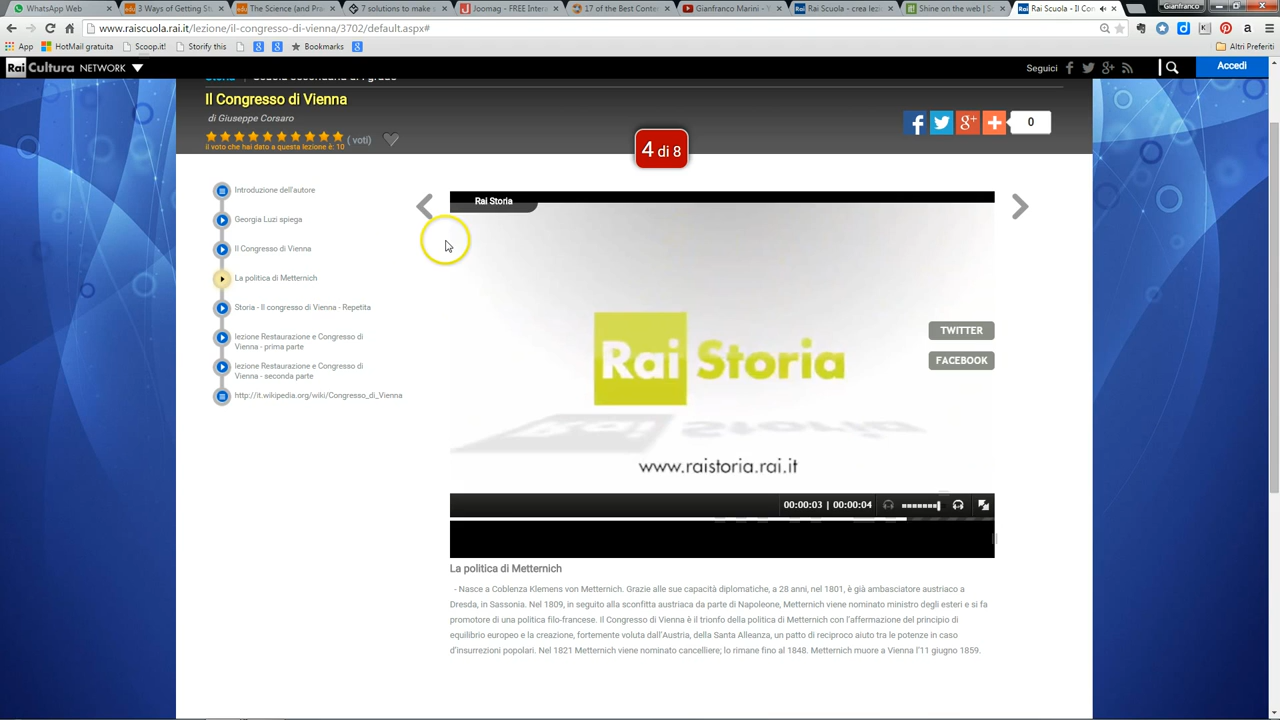 WhatsApp Web
3 Ways of Getting St
The Science (and Pra
7 solutions to make s
Joomag - FREE Intera
17 of the Best Conte
Gianfranco Marini - Y
Rai Scuola - crea lezio
Shine on the web | Sc
Rai Scuola - Il Con
Gianfranco
www.raiscuola.rai.it/lezione/il-congresso-di-vienna/3702/default.aspx#
App
HotMail gratuita
Scoop.it!
Storify this
Bookmarks
Altri Preferiti
Rai Cultura NETWORK
Seguici
Accedi
Il Congresso di Vienna
di Giuseppe Corsaro
( voti)
il voto che hai dato a questa lezione è: 10
0
4 di 8
Introduzione dell'autore
Georgia Luzi spiega
Il Congresso di Vienna
La politica di Metternich
Storia - Il congresso di Vienna - Repetita
lezione Restaurazione e Congresso di
Vienna - prima parte
lezione Restaurazione e Congresso di
Vienna - seconda parte
http://it.wikipedia.org/wiki/Congresso_di_Vienna
Rai Storia
Rai Storia
www.raistoria.rai.it
TWITTER
FACEBOOK
00:00:03 | 00:00:04
La politica di Metternich
- Nasce a Coblenza Klemens von Metternich. Grazie alle sue capacità diplomatiche, a 28 anni, nel 1801, è già ambasciatore austriaco a
Dresda, in Sassonia. Nel 1809, in seguito alla sconfitta austriaca da parte di Napoleone, Metternich viene nominato ministro degli esteri e si fa
promotore di una politica filo-francese. Il Congresso di Vienna è il trionfo della politica di Metternich con l'affermazione del principio di
equilibrio europeo e la creazione, fortemente voluta dall'Austria, della Santa Alleanza, un patto di reciproco aiuto tra le potenze in caso
d'insurrezioni popolari. Nel 1821 Metternich viene nominato cancelliere; lo rimane fino al 1848. Metternich muore a Vienna l'11 giugno 1859.